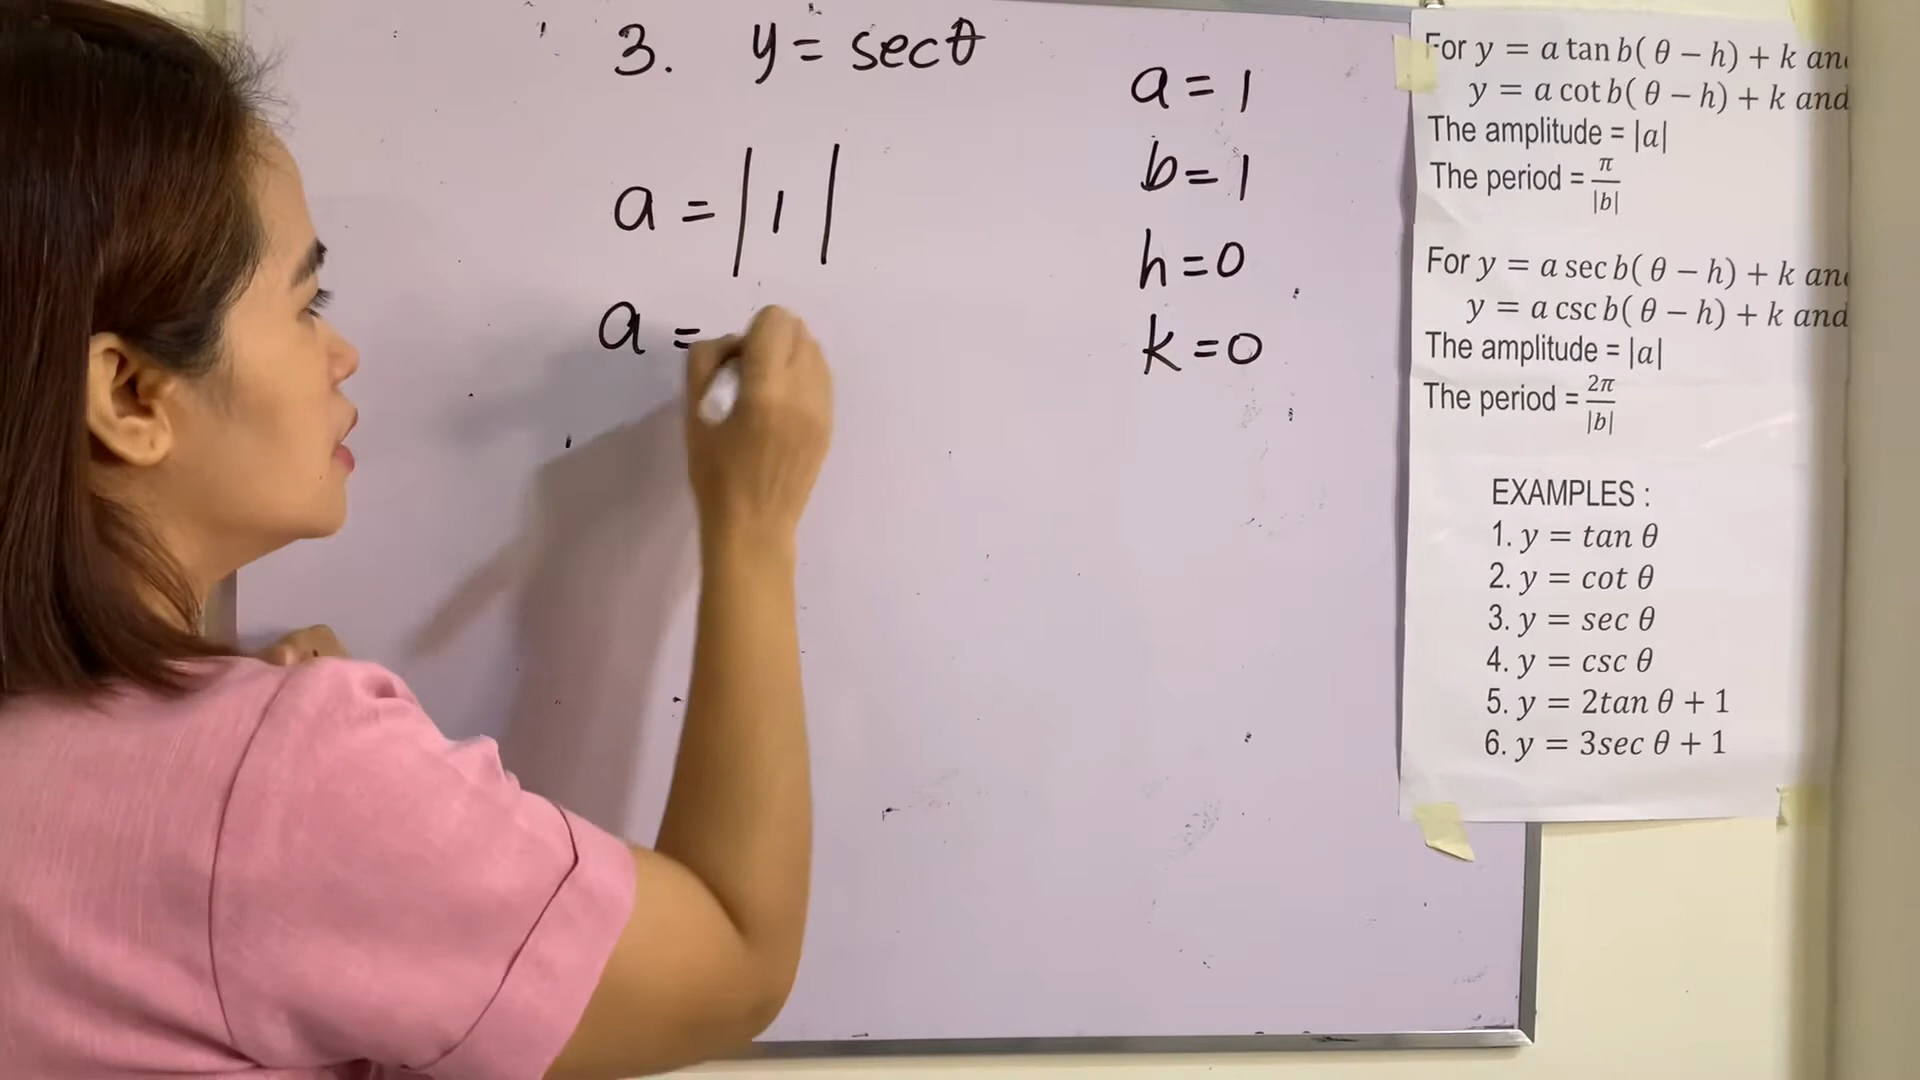 3. y = secθ
a = |1|
a =
a = 1
b = 1
h = 0
k = 0
For y = a tan b( θ − h) + k an
y = a cot b( θ − h) + k and
The amplitude = |a|
The period = π/|b|
For y = a sec b( θ − h) + k an
y = a csc b( θ − h) + k and
The amplitude = |a|
The period = 2π/|b|
EXAMPLES :
1. y = tan θ
2. y = cot θ
3. y = sec θ
4. y = csc θ
5. y = 2tan θ + 1
6. y = 3sec θ + 1